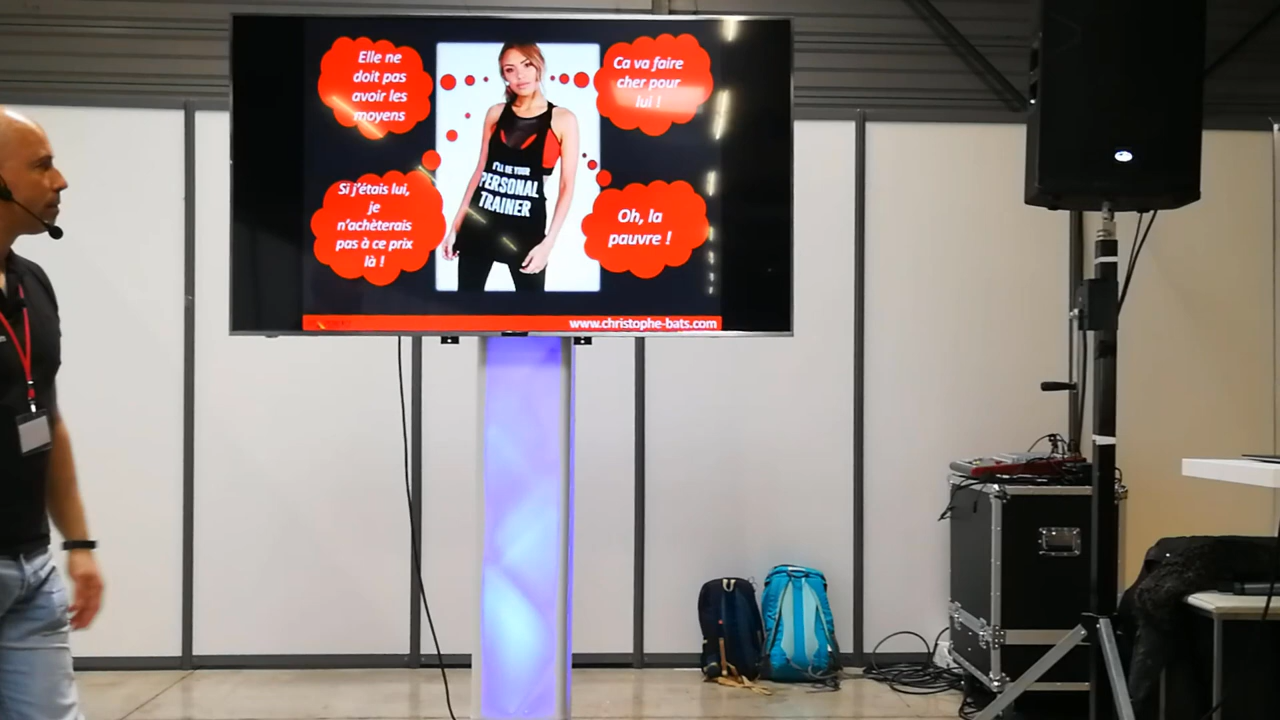 Elle ne
doit pas
avoir les
moyens
Ca va faire
cher pour
lui !
I'LL BE YOUR
PERSONAL
TRAINER
Si j'étais lui,
je
n'achèterais
pas à ce prix
là !
Oh, la
pauvre !
www.christophe-bats.com